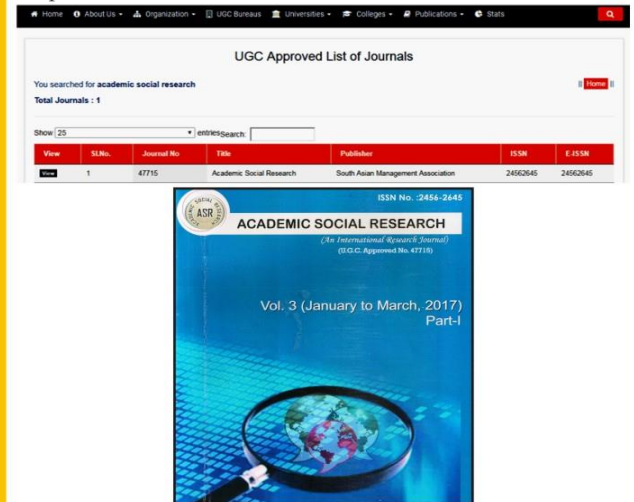 Home About Us Organization UGC Bureaus Universities Colleges Publications Stats
UGC Approved List of Journals
You searched for academic social research
Home
Total Journals : 1
Show 25 entries Search:
View Sl.No. Journal No Title Publisher ISSN E-ISSN
View 1 47715 Academic Social Research South Asian Management Association 24562645 24562645
ISSN No. :2456-2645
ACADEMIC SOCIAL RESEARCH
ASR
ACADEMIC SOCIAL RESEARCH
(An International Research Journal)
(U.G.C. Approved No. 47715)
Vol. 3 (January to March, 2017)
Part-I